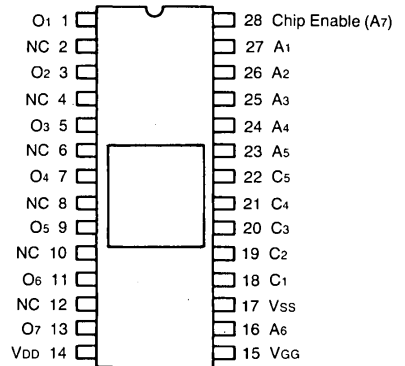 O1 1
NC 2
O2 3
NC 4
O3 5
NC 6
O4 7
NC 8
O5 9
NC 10
O6 11
NC 12
O7 13
VDD 14
28 Chip Enable (A7)
27 A1
26 A2
25 A3
24 A4
23 A5
22 C5
21 C4
20 C3
19 C2
18 C1
17 VSS
16 A6
15 VGG